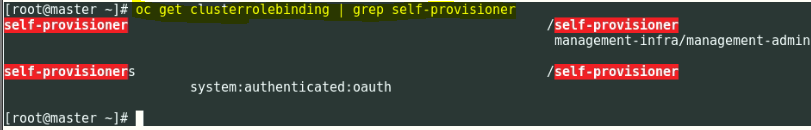 [root@master ~]# oc get clusterrolebinding | grep self-provisioner
self-provisioner /self-provisioner
management-infra/management-admin
self-provisioners /self-provisioner
system:authenticated:oauth
[root@master ~]#